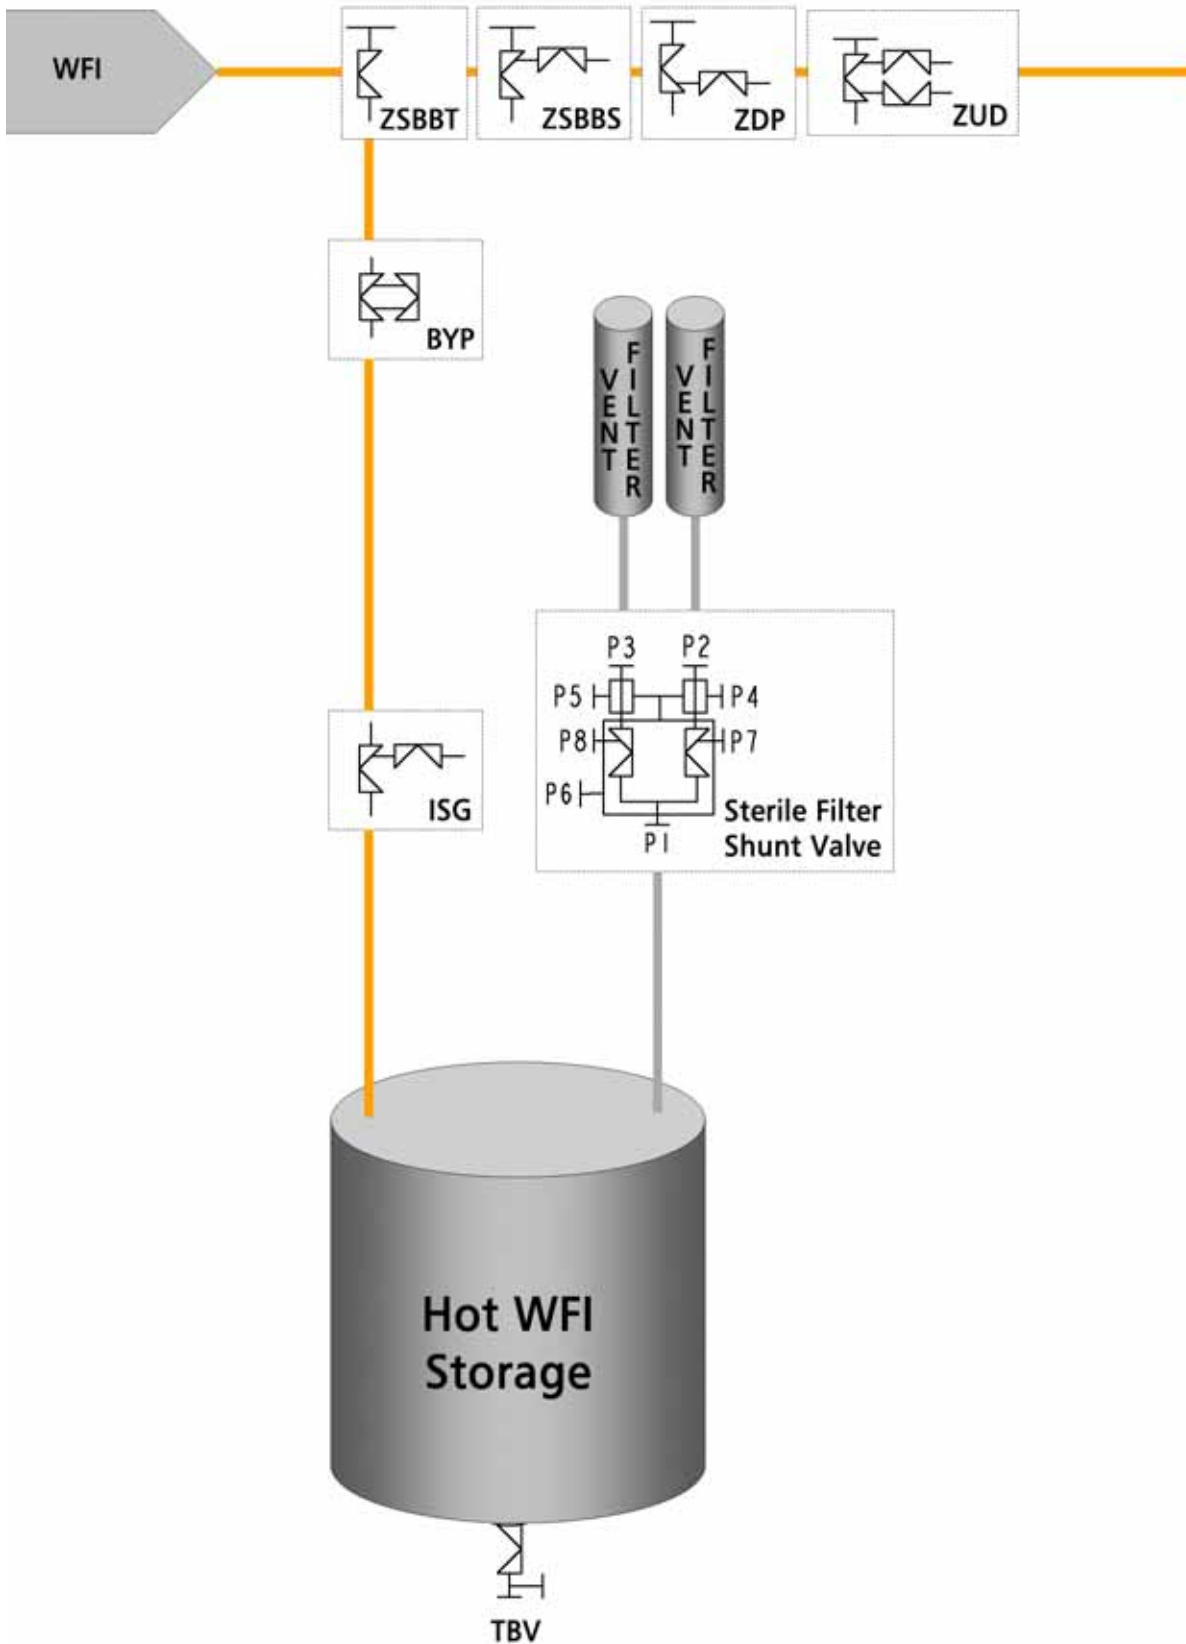 WFI
ZSBBT
ZSBBS
ZDP
ZUD
BYP
VENT
FILTER
VENT
FILTER
P3
P2
P5
P4
P8
P7
P6
P1
Sterile Filter
Shunt Valve
ISG
Hot WFI
Storage
TBV